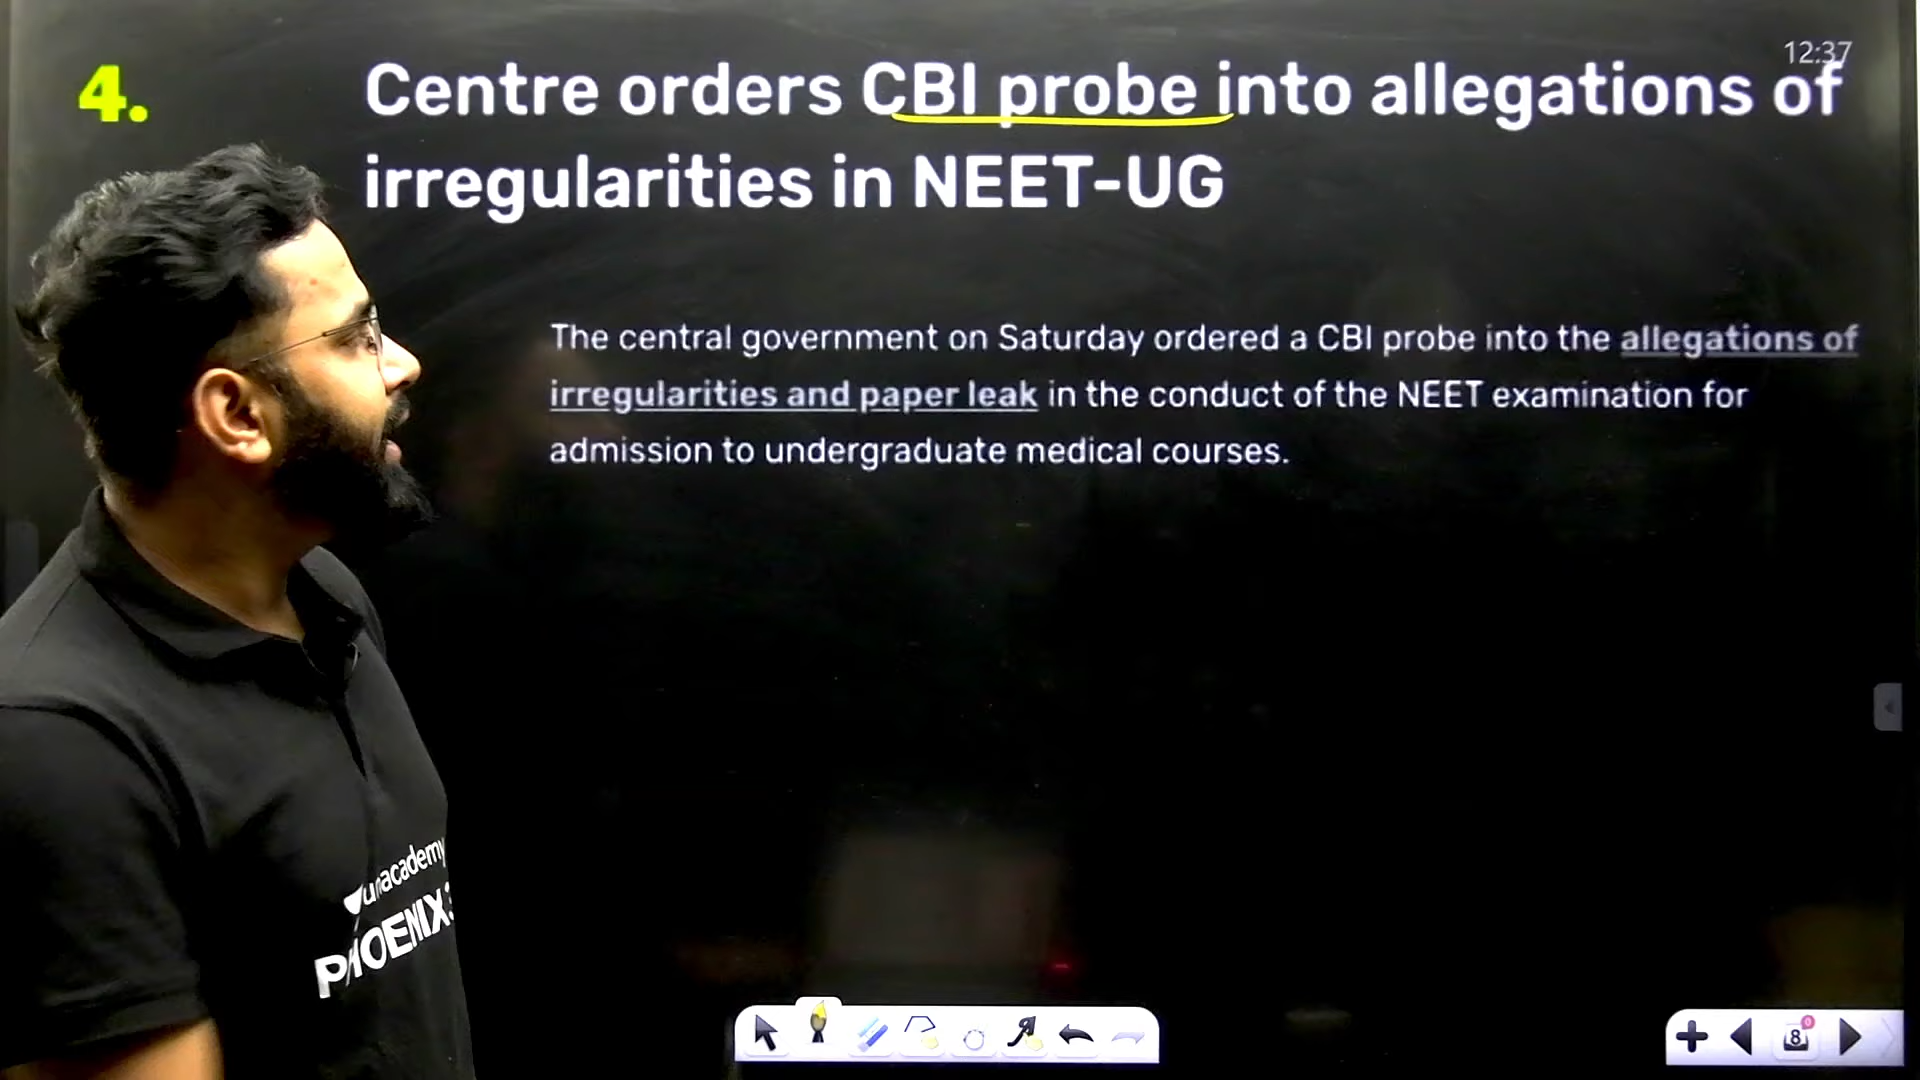 12:37
4.
Centre orders CBI probe into allegations of
irregularities in NEET-UG
The central government on Saturday ordered a CBI probe into the allegations of
irregularities and paper leak in the conduct of the NEET examination for
admission to undergraduate medical courses.
unacademy
PHOENIX
8
0